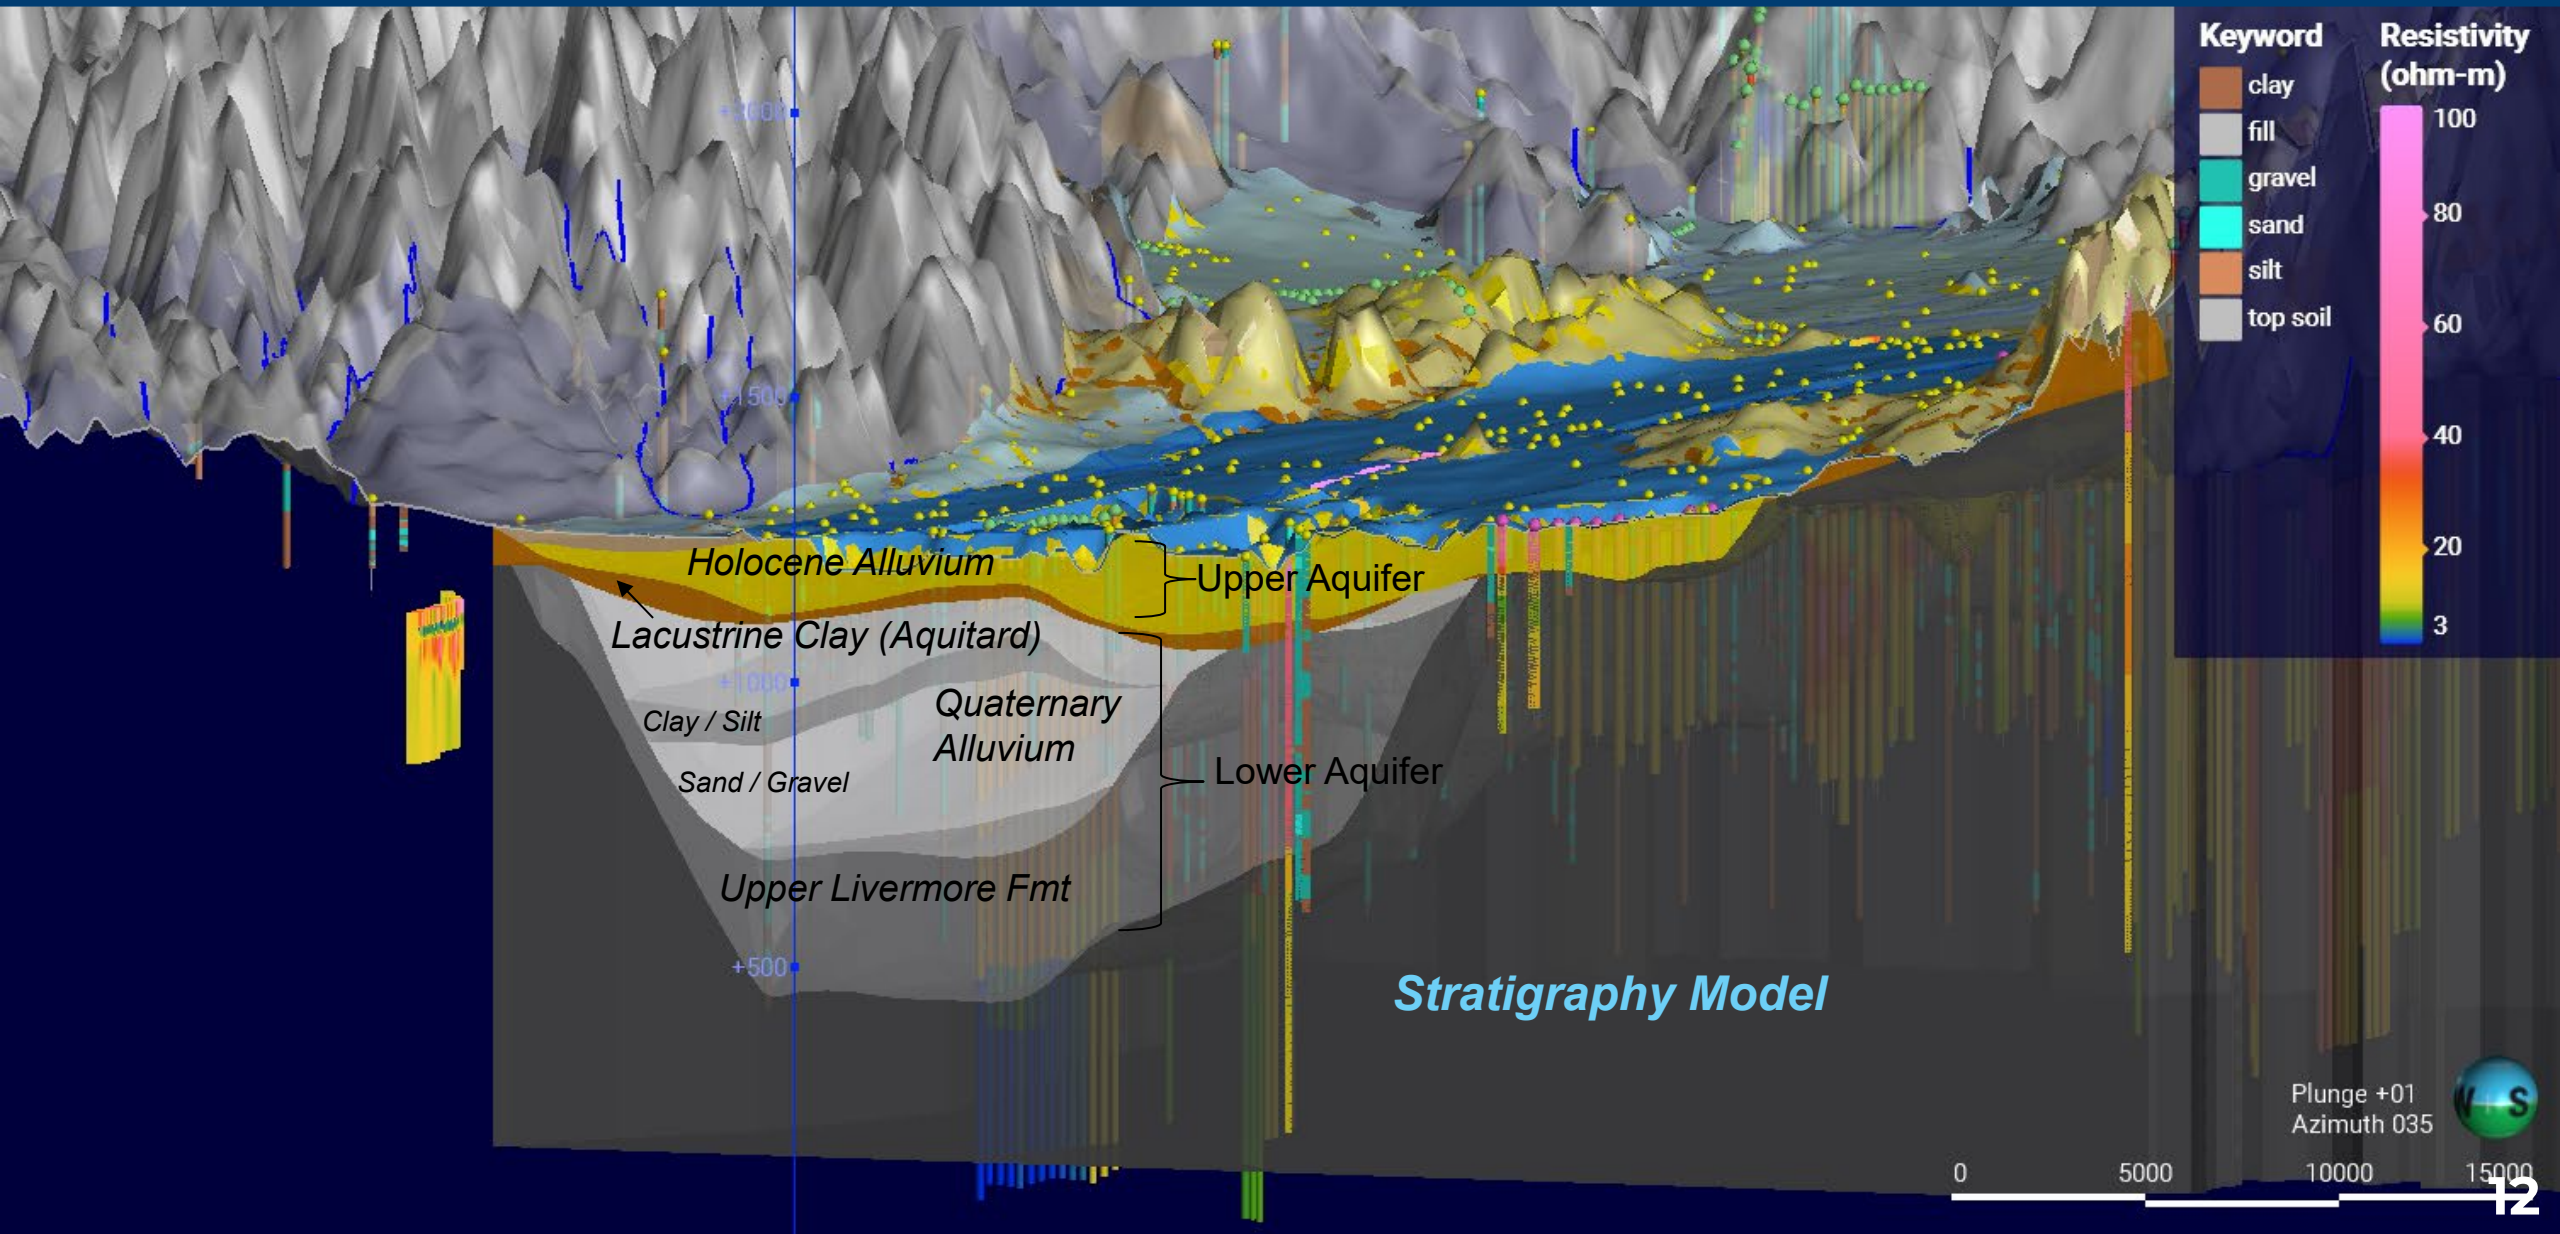 Keyword
clay
fill
gravel
sand
silt
top soil
Resistivity
(ohm-m)
100
80
60
40
20
3
+1500
Holocene Alluvium
Upper Aquifer
Lacustrine Clay (Aquitard)
+1000
Quaternary
Alluvium
Clay / Silt
Sand / Gravel
Lower Aquifer
Upper Livermore Fmt
+500
Stratigraphy Model
Plunge +01
Azimuth 035
S
0
5000
10000
15000
12